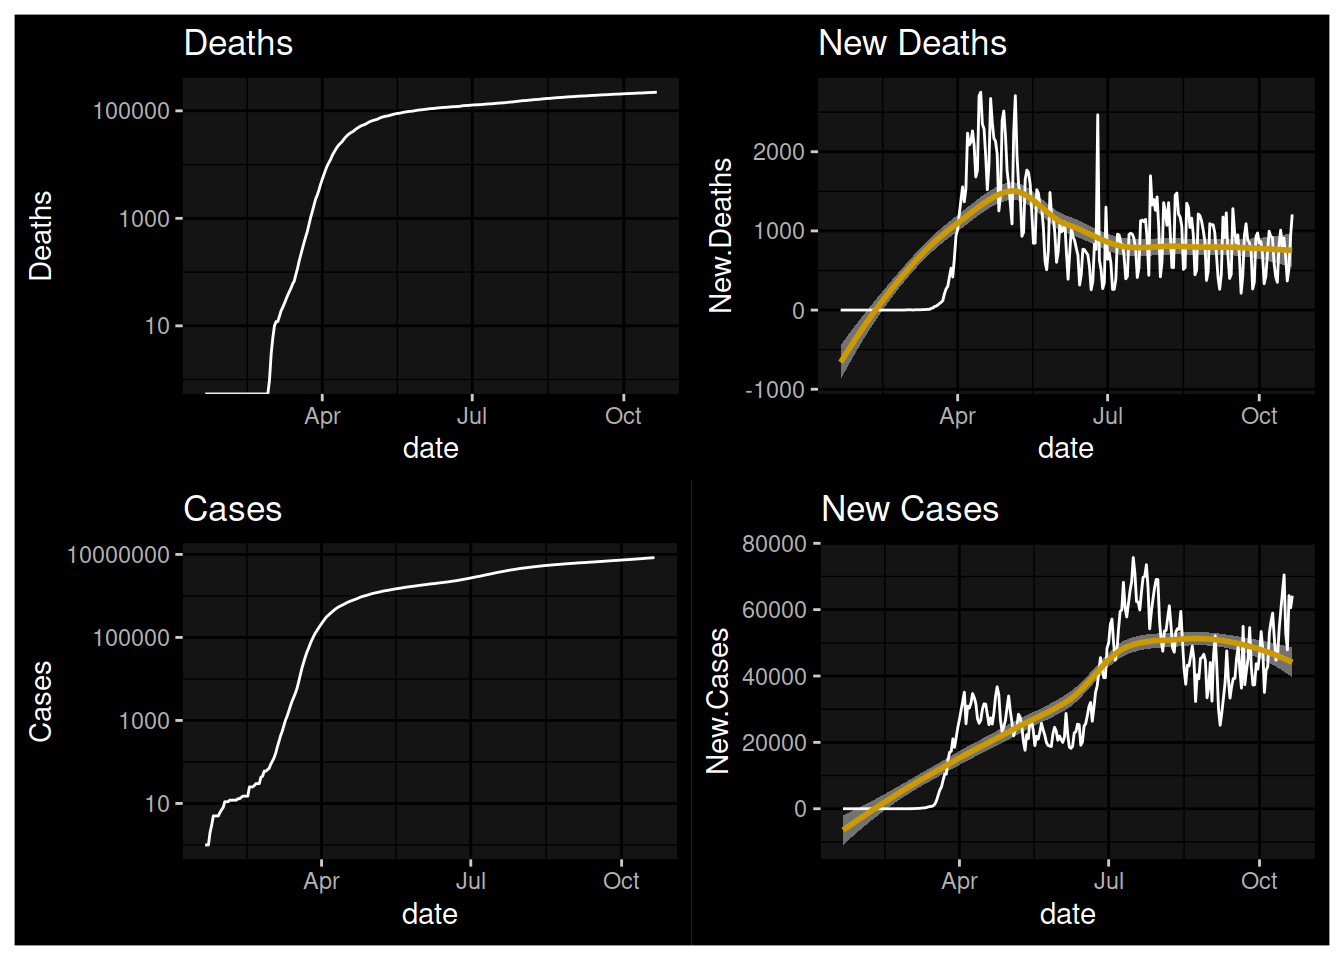 Deaths
Deaths
100000
1000
10
Apr
Jul
Oct
date
New Deaths
New.Deaths
2000
1000
0
-1000
Apr
Jul
Oct
date
Cases
Cases
10000000
100000
1000
10
Apr
Jul
Oct
date
New Cases
New.Cases
80000
60000
40000
20000
0
Apr
Jul
Oct
date